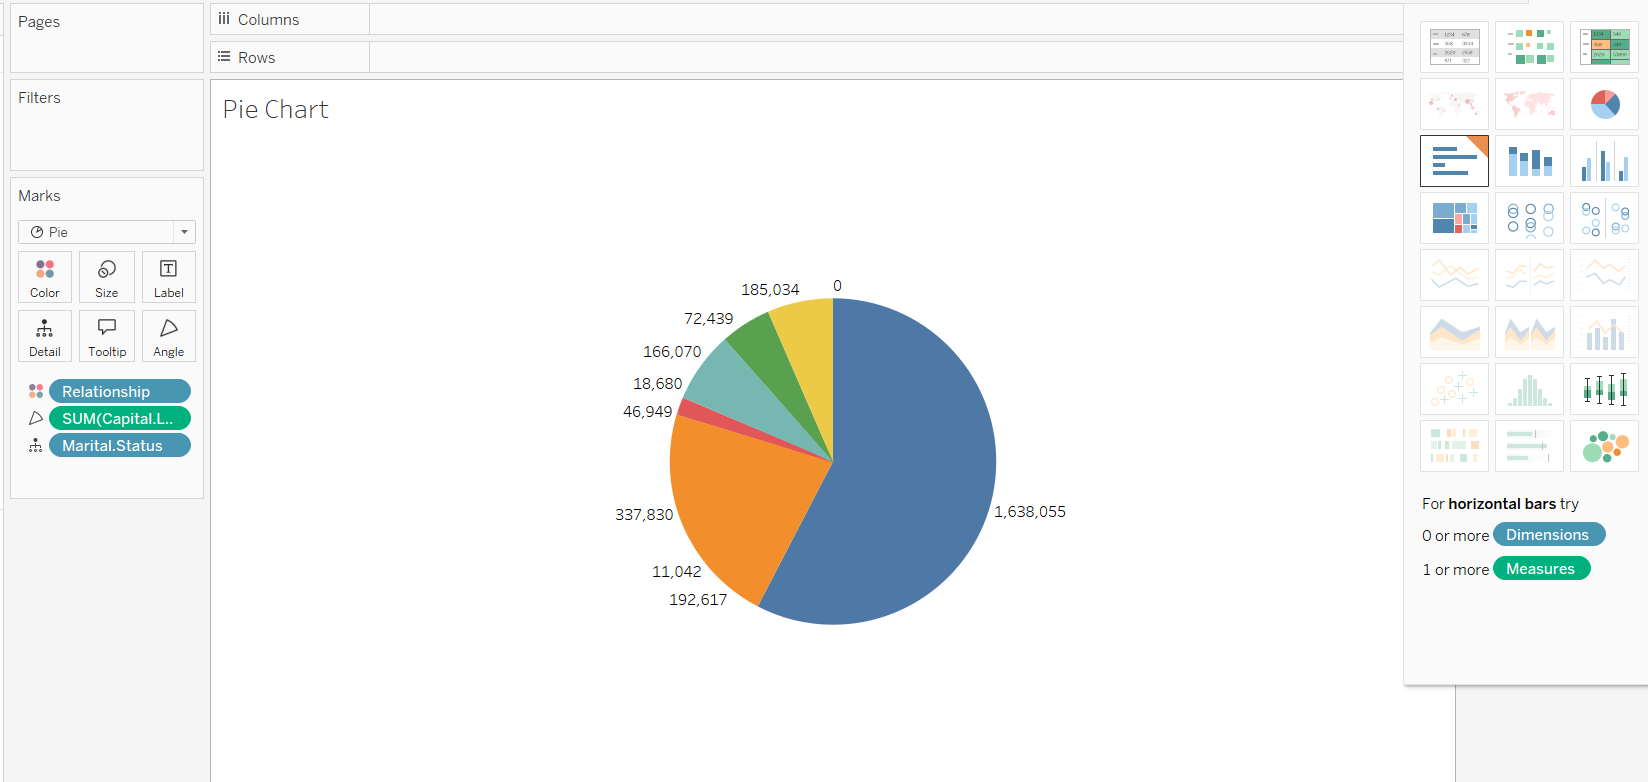 Pages
Columns
Rows
Filters
Pie Chart
Marks
Pie
Color
Size
Label
Detail
Tooltip
Angle
Relationship
SUM(Capital.L..
Marital.Status
185,034
0
72,439
166,070
18,680
46,949
337,830
1,638,055
11,042
192,617
For horizontal bars try
0 or more Dimensions
1 or more Measures